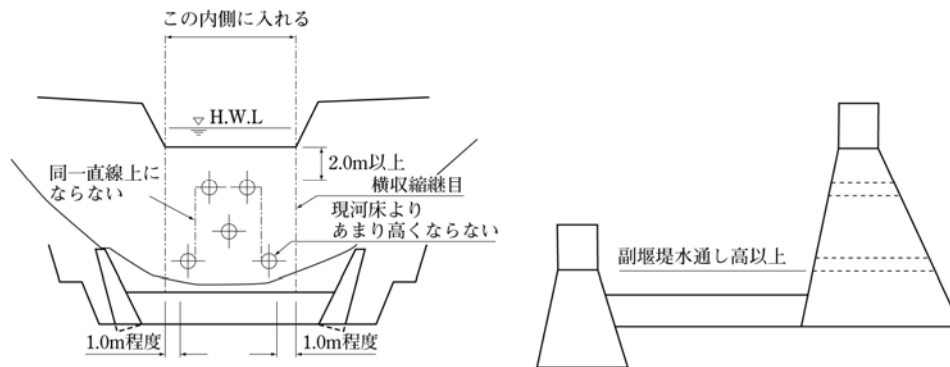 この内側に入れる
H.W.L
2.0m以上
同一直線上に
ならない
横収縮継目
現河床より
あまり高くならない
副堰堤水通し高以上
1.0m程度
1.0m程度